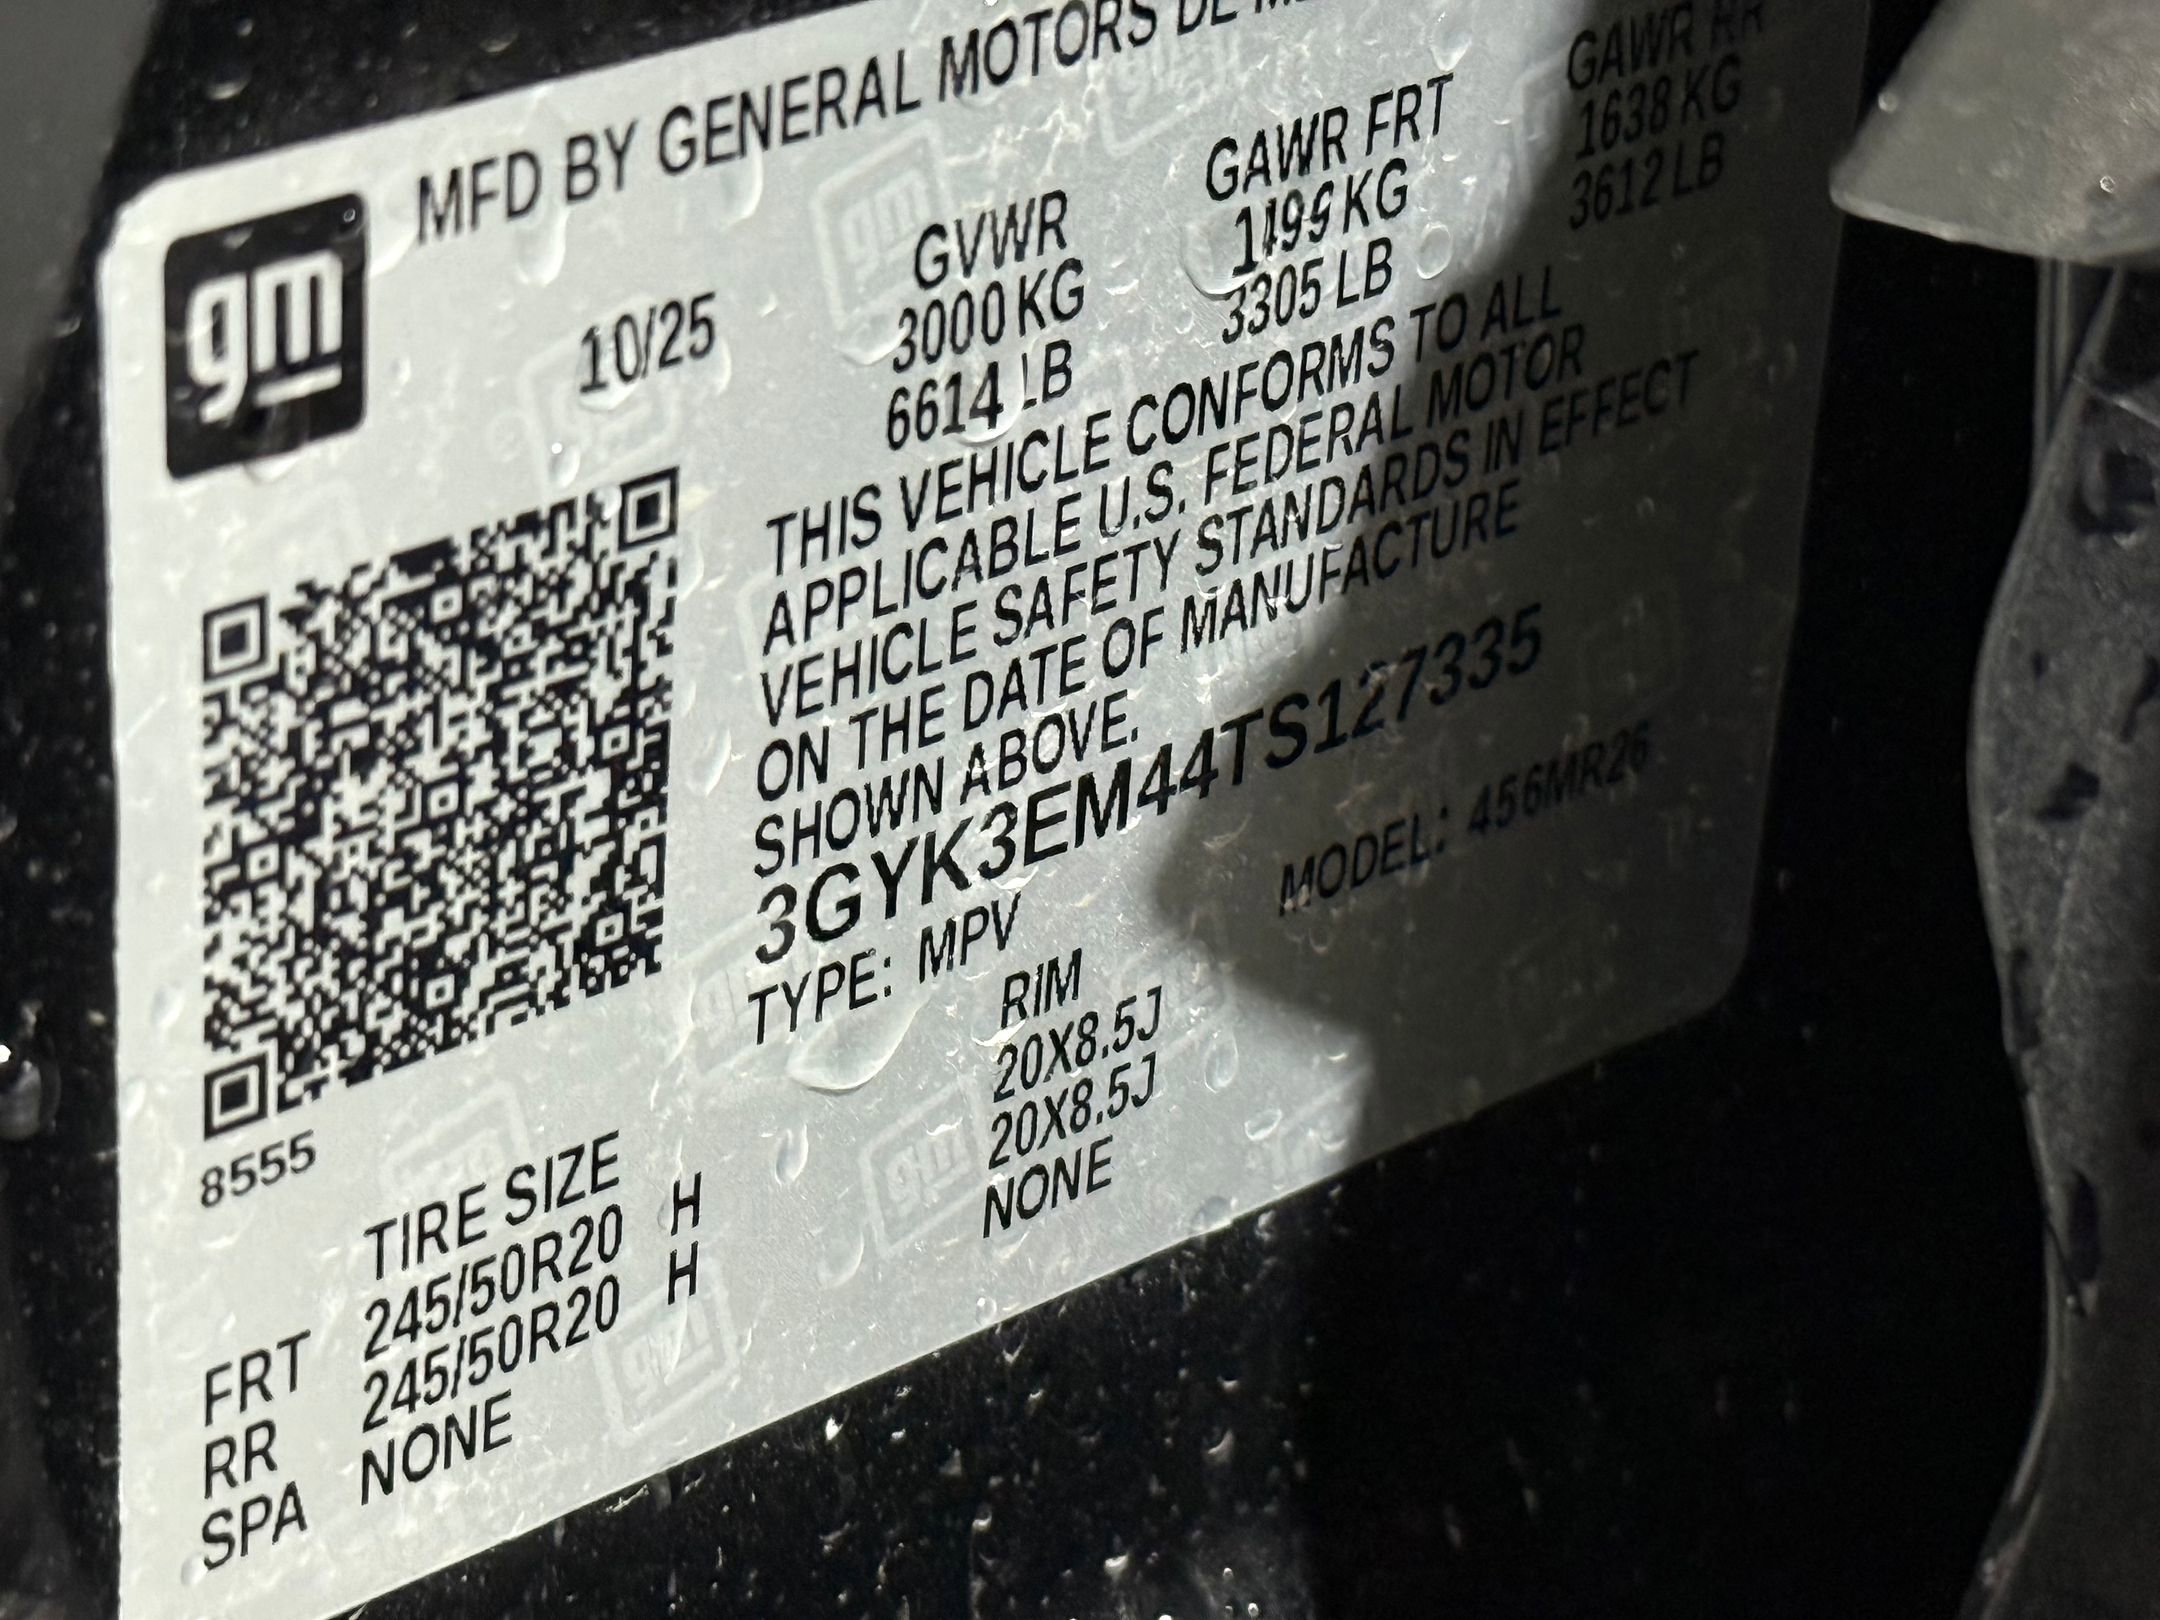 MFD BY GENERAL MOTORS DE
gm
10/25
GVWR
3000 KG
6614 LB
GAWR FRT
1499 KG
3305 LB
GAWR RR
1638 KG
3612 LB
THIS VEHICLE CONFORMS TO ALL
APPLICABLE U.S. FEDERAL MOTOR
VEHICLE SAFETY STANDARDS IN EFFECT
ON THE DATE OF MANUFACTURE
SHOWN ABOVE.
3GYK3EM44TS127335
TYPE: MPV MODEL: 456MR26
8555
TIRE SIZE RIM
FRT 245/50R20 H 20X8.5J
RR 245/50R20 H 20X8.5J
SPA NONE NONE